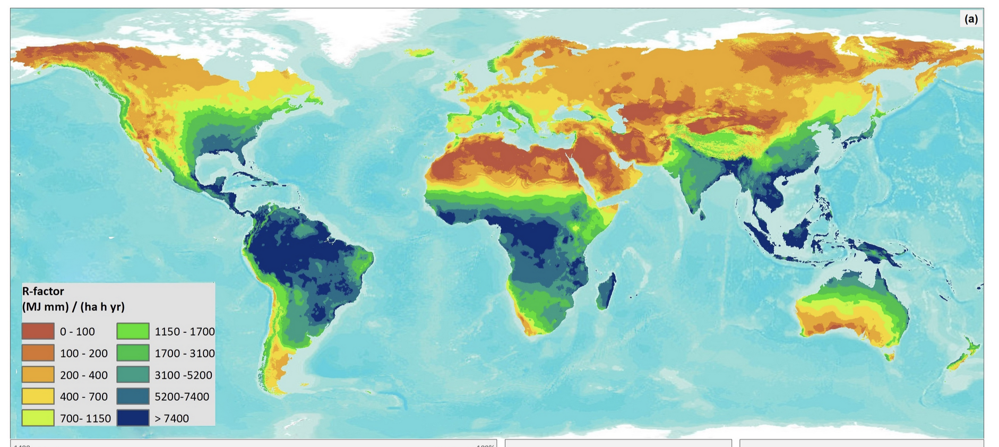 (a)
R-factor
(MJ mm) / (ha h yr)
0 - 100
100 - 200
200 - 400
400 - 700
700- 1150
1150 - 1700
1700 - 3100
3100 -5200
5200-7400
> 7400